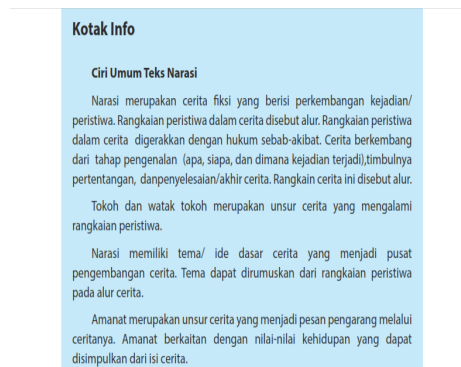 Kotak Info
Ciri Umum Teks Narasi
Narasi merupakan cerita fiksi yang berisi perkembangan kejadian/
peristiwa. Rangkaian peristiwa dalam cerita disebut alur. Rangkaian peristiwa
dalam cerita digerakkan dengan hukum sebab-akibat. Cerita berkembang
dari tahap pengenalan (apa, siapa, dan dimana kejadian terjadi),timbulnya
pertentangan, danpenyelesaian/akhir cerita. Rangkain cerita ini disebut alur.
Tokoh dan watak tokoh merupakan unsur cerita yang mengalami
rangkaian peristiwa.
Narasi memiliki tema/ ide dasar cerita yang menjadi pusat
pengembangan cerita. Tema dapat dirumuskan dari rangkaian peristiwa
pada alur cerita.
Amanat merupakan unsur cerita yang menjadi pesan pengarang melalui
ceritanya. Amanat berkaitan dengan nilai-nilai kehidupan yang dapat
disimpulkan dari isi cerita.